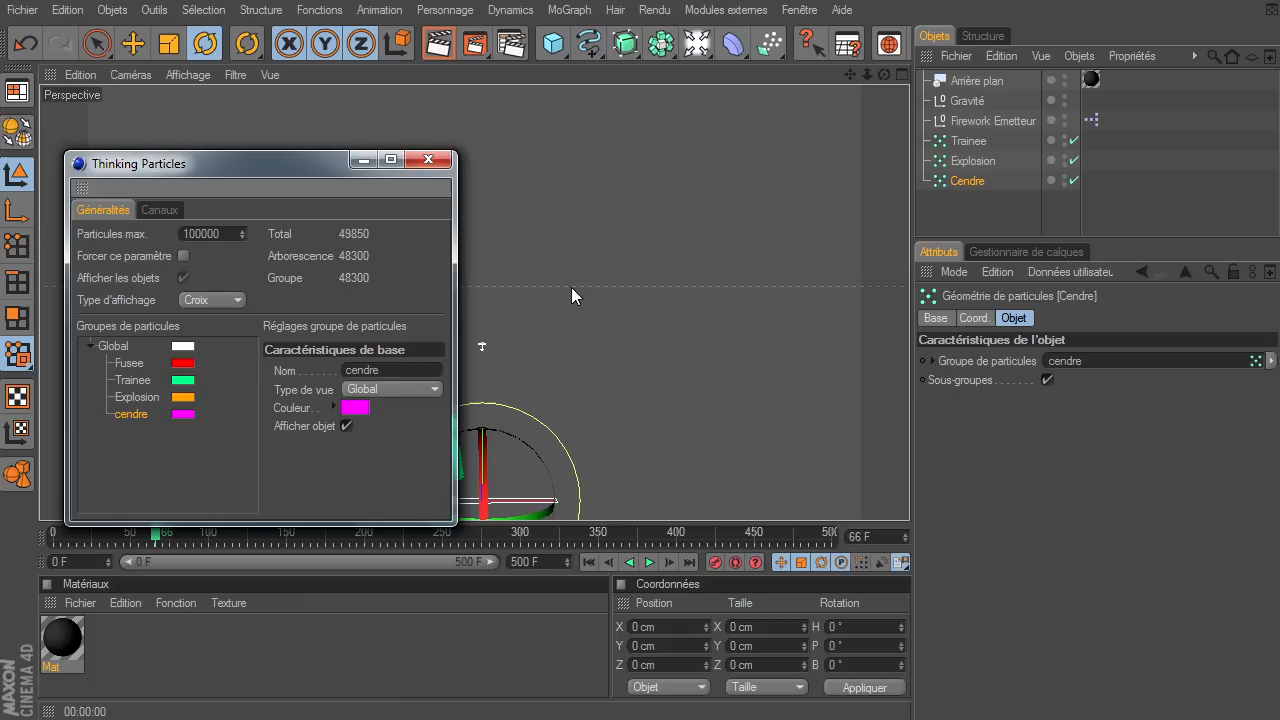 Fichier Edition Objets Outils Sélection Structure Fonctions Animation Personnage Dynamics MoGraph Hair Rendu Modules externes Fenêtre Aide
Edition Caméras Affichage Filtre Vue
Perspective
Thinking Particles
Généralités Canaux
Particules max. 100000 Total 49850
Forcer ce paramètre Arborescence 48300
Afficher les objets Groupe 48300
Type d'affichage Croix
Groupes de particules Réglages groupe de particules
Global
Fusee
Trainee
Explosion
cendre
Caractéristiques de base
Nom . . . . . . . cendre
Type de vue Global
Couleur. .
Afficher objet
0 50 66 100 150 200 250 300 350 400 450 500
66 F
0 F 0 F 500 F 500 F
Matériaux
Fichier Edition Fonction Texture
Mat
MAXON
CINEMA 4D
Coordonnées
Position Taille Rotation
X 0 cm X 0 cm H 0 °
Y 0 cm Y 0 cm P 0 °
Z 0 cm Z 0 cm B 0 °
Objet Taille Appliquer
00:00:00
Objets Structure
Fichier Edition Vue Objets Propriétés
Arrière plan
Gravité
Firework Emetteur
Trainee
Explosion
Cendre
Attributs Gestionnaire de calques
Mode Edition Données utilisateu
Géométrie de particules [Cendre]
Base Coord. Objet
Caractéristiques de l'objet
Groupe de particules cendre
Sous-groupes . . . . . . .